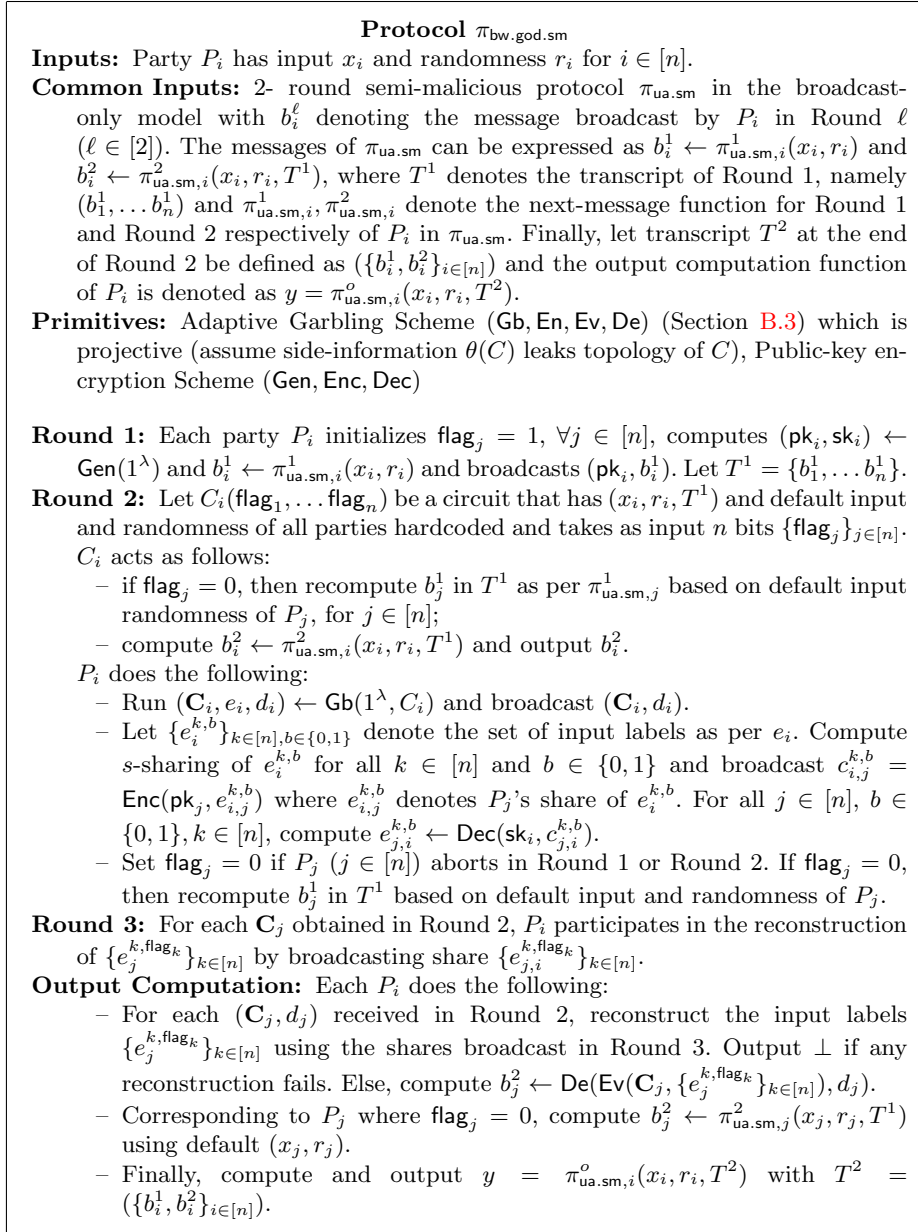 Protocol π_bw.god.sm
Inputs: Party P_i has input x_i and randomness r_i for i ∈ [n].
Common Inputs: 2- round semi-malicious protocol π_ua.sm in the broadcast-
only model with b_i^ℓ denoting the message broadcast by P_i in Round ℓ
(ℓ ∈ [2]). The messages of π_ua.sm can be expressed as b_i^1 ← π_ua.sm,i^1(x_i, r_i) and
b_i^2 ← π_ua.sm,i^2(x_i, r_i, T^1), where T^1 denotes the transcript of Round 1, namely
(b_1^1, . . . b_n^1) and π_ua.sm,i^1, π_ua.sm,i^2 denote the next-message function for Round 1
and Round 2 respectively of P_i in π_ua.sm. Finally, let transcript T^2 at the end
of Round 2 be defined as ({b_i^1, b_i^2}_{i∈[n]}) and the output computation function
of P_i is denoted as y = π_ua.sm,i^o(x_i, r_i, T^2).
Primitives: Adaptive Garbling Scheme (Gb, En, Ev, De) (Section B.3) which is
projective (assume side-information θ(C) leaks topology of C), Public-key en-
cryption Scheme (Gen, Enc, Dec)
Round 1: Each party P_i initializes flag_j = 1, ∀j ∈ [n], computes (pk_i, sk_i) ←
Gen(1^λ) and b_i^1 ← π_ua.sm,i^1(x_i, r_i) and broadcasts (pk_i, b_i^1). Let T^1 = {b_1^1, . . . b_n^1}.
Round 2: Let C_i(flag_1, . . . flag_n) be a circuit that has (x_i, r_i, T^1) and default input
and randomness of all parties hardcoded and takes as input n bits {flag_j}_{j∈[n]}.
C_i acts as follows:
– if flag_j = 0, then recompute b_j^1 in T^1 as per π_ua.sm,j^1 based on default input
randomness of P_j, for j ∈ [n];
– compute b_i^2 ← π_ua.sm,i^2(x_i, r_i, T^1) and output b_i^2.
P_i does the following:
– Run (𝐂_i, e_i, d_i) ← Gb(1^λ, C_i) and broadcast (𝐂_i, d_i).
– Let {e_i^{k,b}}_{k∈[n],b∈{0,1}} denote the set of input labels as per e_i. Compute
s-sharing of e_i^{k,b} for all k ∈ [n] and b ∈ {0, 1} and broadcast c_{i,j}^{k,b} =
Enc(pk_j, e_{i,j}^{k,b}) where e_{i,j}^{k,b} denotes P_j's share of e_i^{k,b}. For all j ∈ [n], b ∈
{0, 1}, k ∈ [n], compute e_{j,i}^{k,b} ← Dec(sk_i, c_{j,i}^{k,b}).
– Set flag_j = 0 if P_j (j ∈ [n]) aborts in Round 1 or Round 2. If flag_j = 0,
then recompute b_j^1 in T^1 based on default input and randomness of P_j.
Round 3: For each 𝐂_j obtained in Round 2, P_i participates in the reconstruction
of {e_j^{k,flag_k}}_{k∈[n]} by broadcasting share {e_{j,i}^{k,flag_k}}_{k∈[n]}.
Output Computation: Each P_i does the following:
– For each (𝐂_j, d_j) received in Round 2, reconstruct the input labels
{e_j^{k,flag_k}}_{k∈[n]} using the shares broadcast in Round 3. Output ⊥ if any
reconstruction fails. Else, compute b_j^2 ← De(Ev(𝐂_j, {e_j^{k,flag_k}}_{k∈[n]}), d_j).
– Corresponding to P_j where flag_j = 0, compute b_j^2 ← π_ua.sm,j^2(x_j, r_j, T^1)
using default (x_j, r_j).
– Finally, compute and output y = π_ua.sm,i^o(x_i, r_i, T^2) with T^2 =
({b_i^1, b_i^2}_{i∈[n]}).